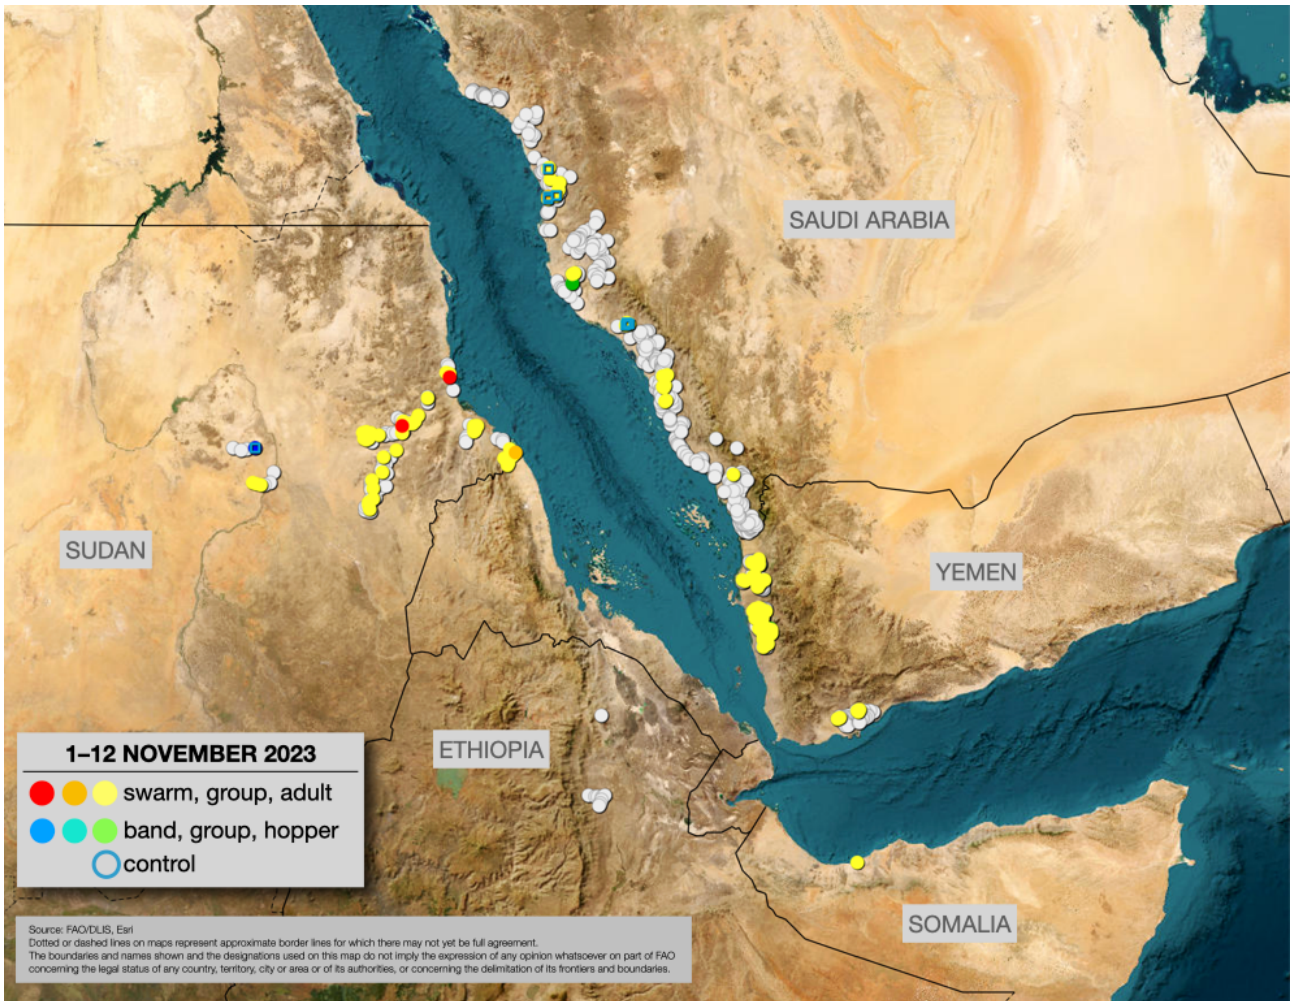 SAUDI ARABIA
SUDAN
YEMEN
ETHIOPIA
SOMALIA
1–12 NOVEMBER 2023
swarm, group, adult
band, group, hopper
control
Source: FAO/DLIS, Esri
Dotted or dashed lines on maps represent approximate border lines for which there may not yet be full agreement.
The boundaries and names shown and the designations used on this map do not imply the expression of any opinion whatsoever on part of FAO
concerning the legal status of any country, territory, city or area or of its authorities, or concerning the delimitation of its frontiers and boundaries.